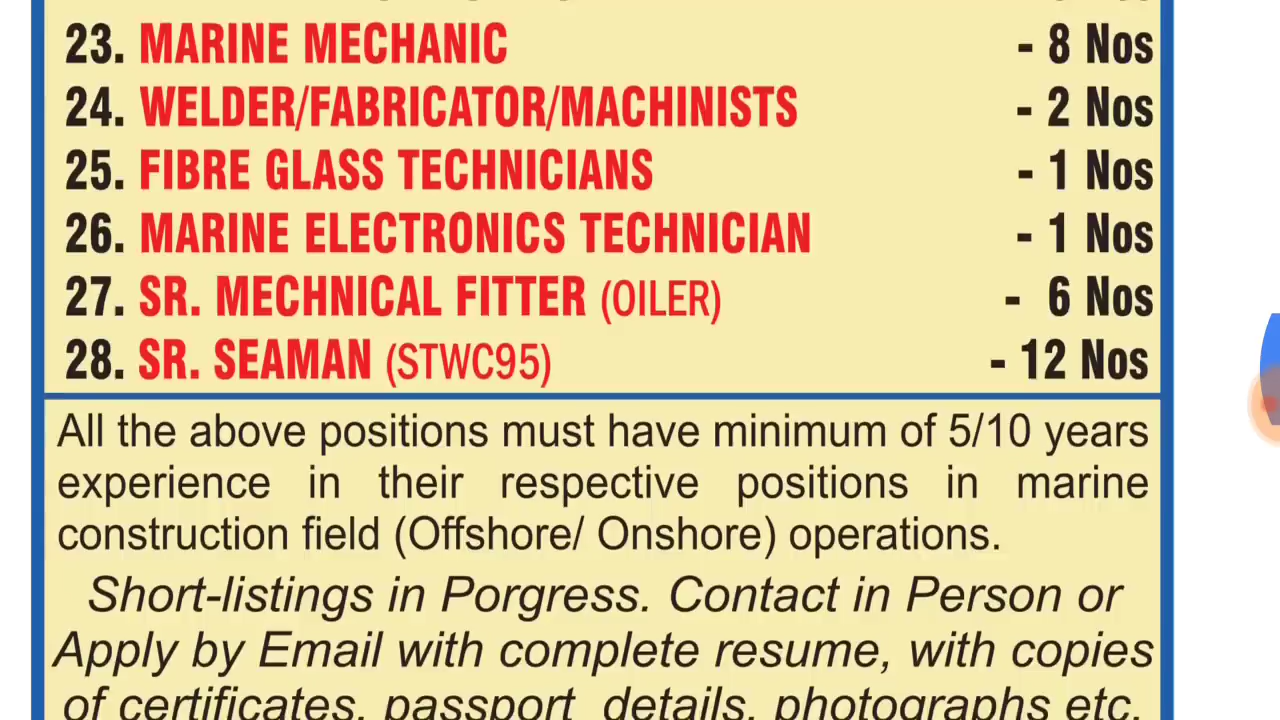 23. MARINE MECHANIC - 8 Nos
24. WELDER/FABRICATOR/MACHINISTS - 2 Nos
25. FIBRE GLASS TECHNICIANS - 1 Nos
26. MARINE ELECTRONICS TECHNICIAN - 1 Nos
27. SR. MECHNICAL FITTER (OILER) - 6 Nos
28. SR. SEAMAN (STWC95) - 12 Nos
All the above positions must have minimum of 5/10 years
experience in their respective positions in marine
construction field (Offshore/ Onshore) operations.
Short-listings in Porgress. Contact in Person or
Apply by Email with complete resume, with copies
of certificates, passport details, photographs etc.